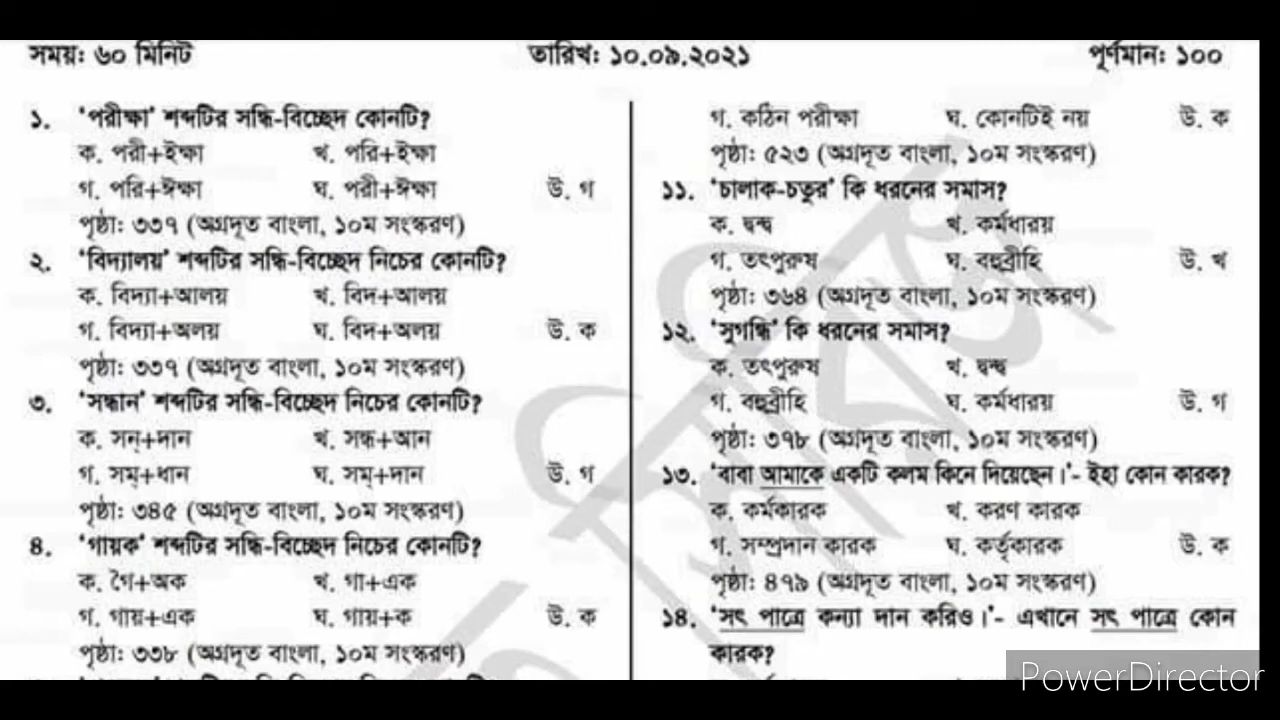 সময়: ৬০ মিনিট তারিখ: ১০.০৯.২০২১ পূর্ণমান: ১০০
১. ‘পরীক্ষা’ শব্দটির সন্ধি-বিচ্ছেদ কোনটি?
ক. পরী+ইক্ষা খ. পরি+ইক্ষা
গ. পরি+ঈক্ষা ঘ. পরী+ঈক্ষা উ. গ
পৃষ্ঠা: ৩৩৭ (অগ্রদূত বাংলা, ১০ম সংস্করণ)
২. ‘বিদ্যালয়’ শব্দটির সন্ধি-বিচ্ছেদ নিচের কোনটি?
ক. বিদ্যা+আলয় খ. বিদ+আলয়
গ. বিদ্যা+অলয় ঘ. বিদ+অলয় উ. ক
পৃষ্ঠা: ৩৩৭ (অগ্রদূত বাংলা, ১০ম সংস্করণ)
৩. ‘সন্ধান’ শব্দটির সন্ধি-বিচ্ছেদ নিচের কোনটি?
ক. সন্+দান খ. সন্ধ+আন
গ. সম্+ধান ঘ. সম্+দান উ. গ
পৃষ্ঠা: ৩৪৫ (অগ্রদূত বাংলা, ১০ম সংস্করণ)
৪. ‘গায়ক’ শব্দটির সন্ধি-বিচ্ছেদ নিচের কোনটি?
ক. গৈ+অক খ. গা+এক
গ. গায়+এক ঘ. গায়+ক উ. ক
পৃষ্ঠা: ৩৩৮ (অগ্রদূত বাংলা, ১০ম সংস্করণ)
গ. কঠিন পরীক্ষা ঘ. কোনটিই নয় উ. ক
পৃষ্ঠা: ৫২৩ (অগ্রদূত বাংলা, ১০ম সংস্করণ)
১১. ‘চালাক-চতুর’ কি ধরনের সমাস?
ক. দ্বন্দ্ব খ. কর্মধারয়
গ. তৎপুরুষ ঘ. বহুব্রীহি উ. খ
পৃষ্ঠা: ৩৬৪ (অগ্রদূত বাংলা, ১০ম সংস্করণ)
১২. ‘সুগন্ধি’ কি ধরনের সমাস?
ক. তৎপুরুষ খ. দ্বন্দ্ব
গ. বহুব্রীহি ঘ. কর্মধারয় উ. গ
পৃষ্ঠা: ৩৭৮ (অগ্রদূত বাংলা, ১০ম সংস্করণ)
১৩. ‘বাবা আমাকে একটি কলম কিনে দিয়েছেন।’- ইহা কোন কারক?
ক. কর্মকারক খ. করণ কারক
গ. সম্প্রদান কারক ঘ. কর্তৃকারক উ. ক
পৃষ্ঠা: ৪৭৯ (অগ্রদূত বাংলা, ১০ম সংস্করণ)
১৪. ‘সৎ পাত্রে কন্যা দান করিও।’- এখানে সৎ পাত্রে কোন
কারক?
PowerDirector